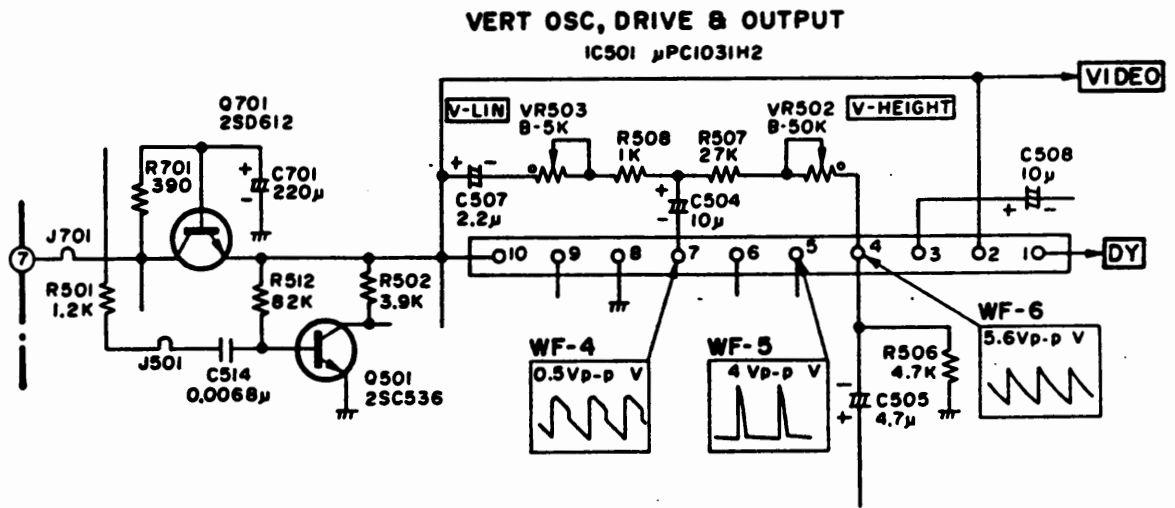 VERT OSC, DRIVE & OUTPUT
IC501 μPC1031H2
VIDEO
Q701
2SD612
V-LIN
VR503
B-5K
VR502
B-50K
V-HEIGHT
R701
390
C701
220μ
R508
1K
R507
27K
C508
10μ
+ -
C507
2.2μ
+
-
C504
10μ
+ -
7
J701
10
9
8
7
6
5
4
3
2
1
DY
R501
1.2K
R512
82K
R502
3.9K
J501
C514
0.0068μ
Q501
2SC536
WF-4
0.5Vp-p V
WF-5
4Vp-p V
WF-6
5.6Vp-p V
R506
4.7K
-
+
C505
4.7μ